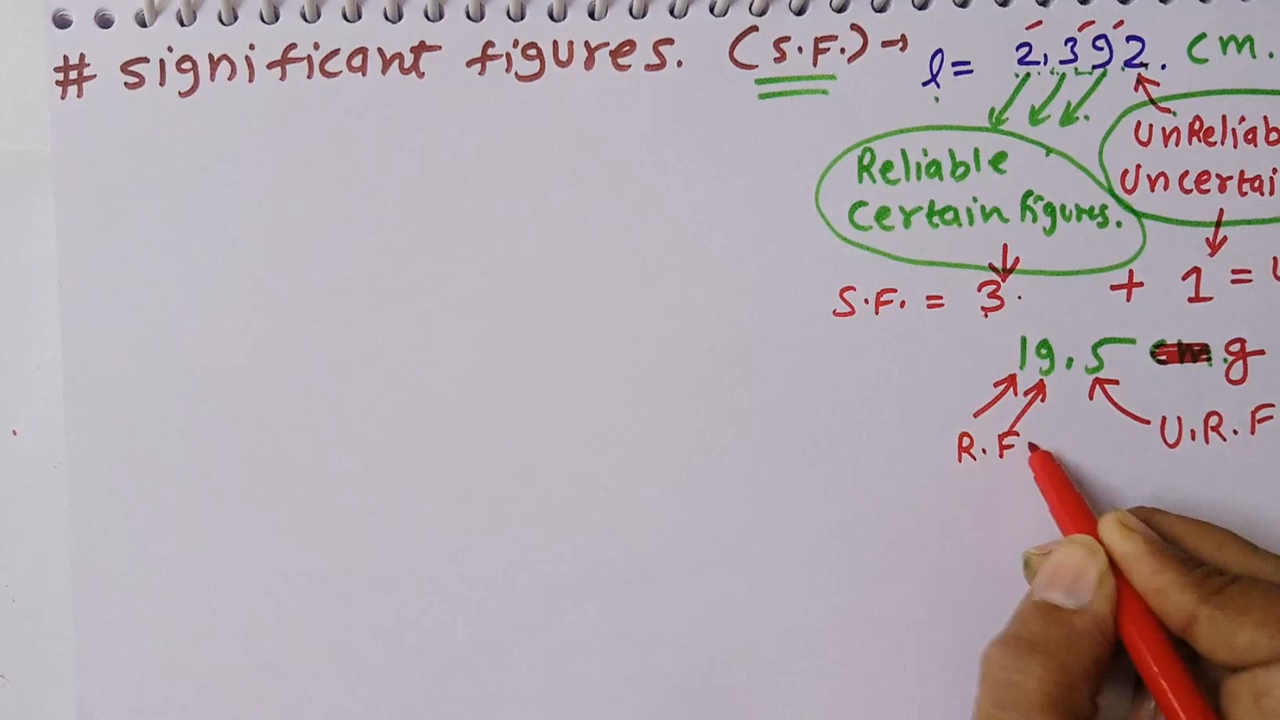 # significant figures. (S.F.) →
l = 2.392. cm.
Reliable
certain figures.
UnReliab
Uncertai
S.F. = 3. + 1 =
19.5 g
R.F
U.R.F